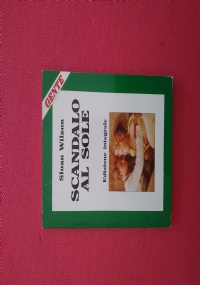 GENTE
Sloan Wilson
SCANDALO
AL SOLE
Edizione integrale